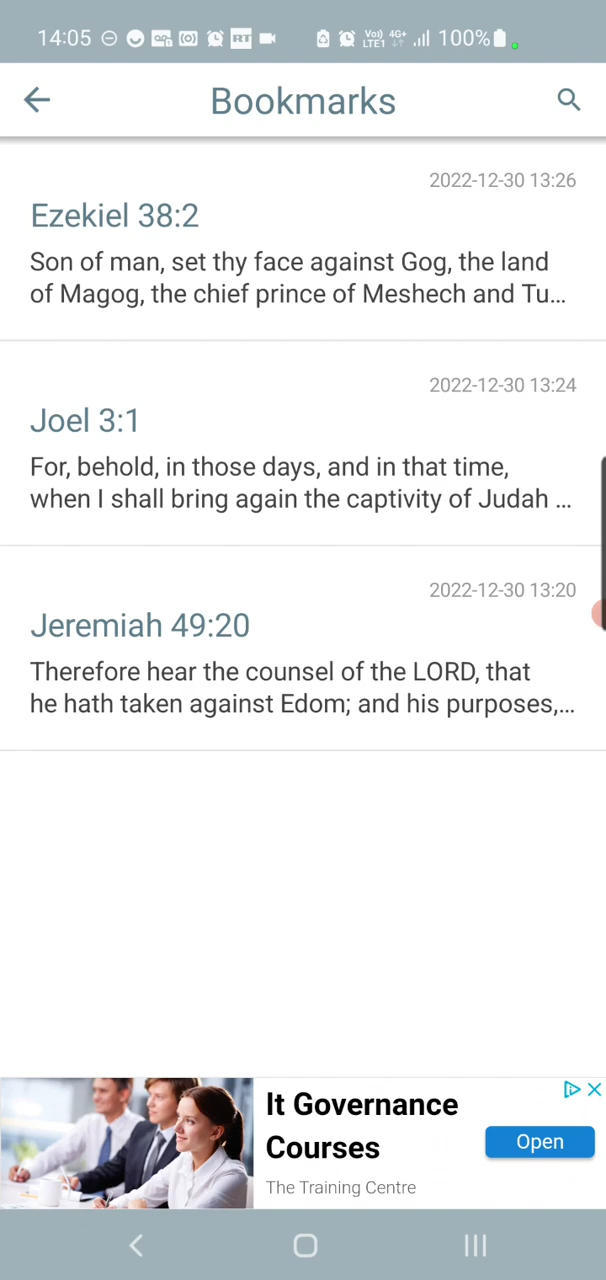 14:05 RT Vo)) LTE1 4G+ 100%
Bookmarks
2022-12-30 13:26
Ezekiel 38:2
Son of man, set thy face against Gog, the land
of Magog, the chief prince of Meshech and Tu...
2022-12-30 13:24
Joel 3:1
For, behold, in those days, and in that time,
when I shall bring again the captivity of Judah ...
2022-12-30 13:20
Jeremiah 49:20
Therefore hear the counsel of the LORD, that
he hath taken against Edom; and his purposes,...
It Governance
Courses
Open
The Training Centre